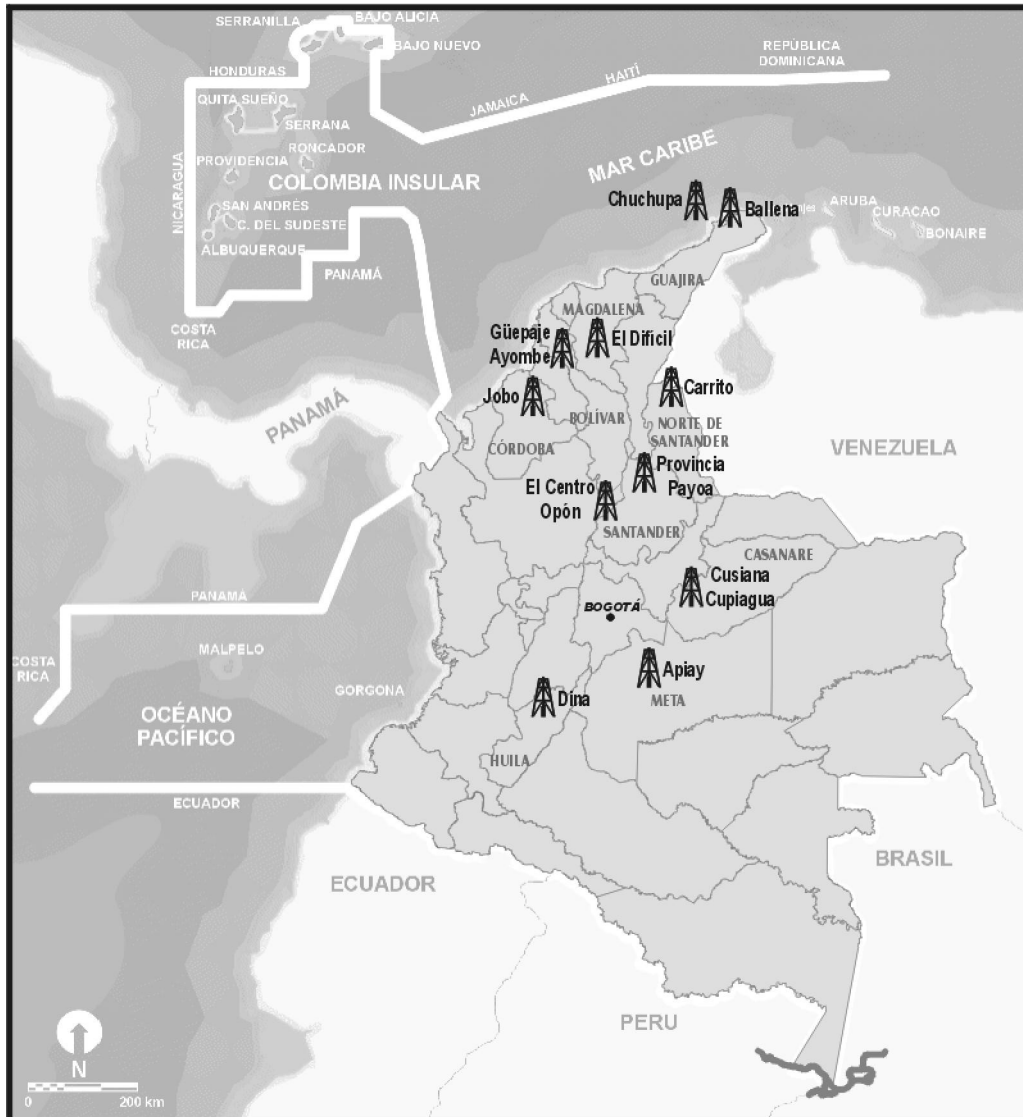 BAJO ALICIA
SERRANILLA
BAJO NUEVO
REPÚBLICA
DOMINICANA
HONDURAS
HAITÍ
QUITA SUEÑO
JAMAICA
SERRANA
NICARAGUA
RONCADOR
PROVIDENCIA
MAR CARIBE
COLOMBIA INSULAR
Chuchupa
Ballena
ARUBA
SAN ANDRÉS
CURACAO
C. DEL SUDESTE
BONAIRE
ALBUQUERQUE
PANAMÁ
GUAJIRA
MAGDALENA
COSTA
RICA
Güepaje
Ayombe
El Dificil
Jobo
Carrito
PANAMÁ
BOLÍVAR
NORTE DE
SANTANDER
CÓRDOBA
VENEZUELA
Provincia
Payoa
El Centro
Opón
SANTANDER
CASANARE
Cusiana
Cupiagua
PANAMÁ
BOGOTÁ
MALPELO
COSTA
RICA
Apiay
GORGONA
META
Dina
OCÉANO
PACÍFICO
HUILA
ECUADOR
BRASIL
ECUADOR
PERU
N
0 200 km